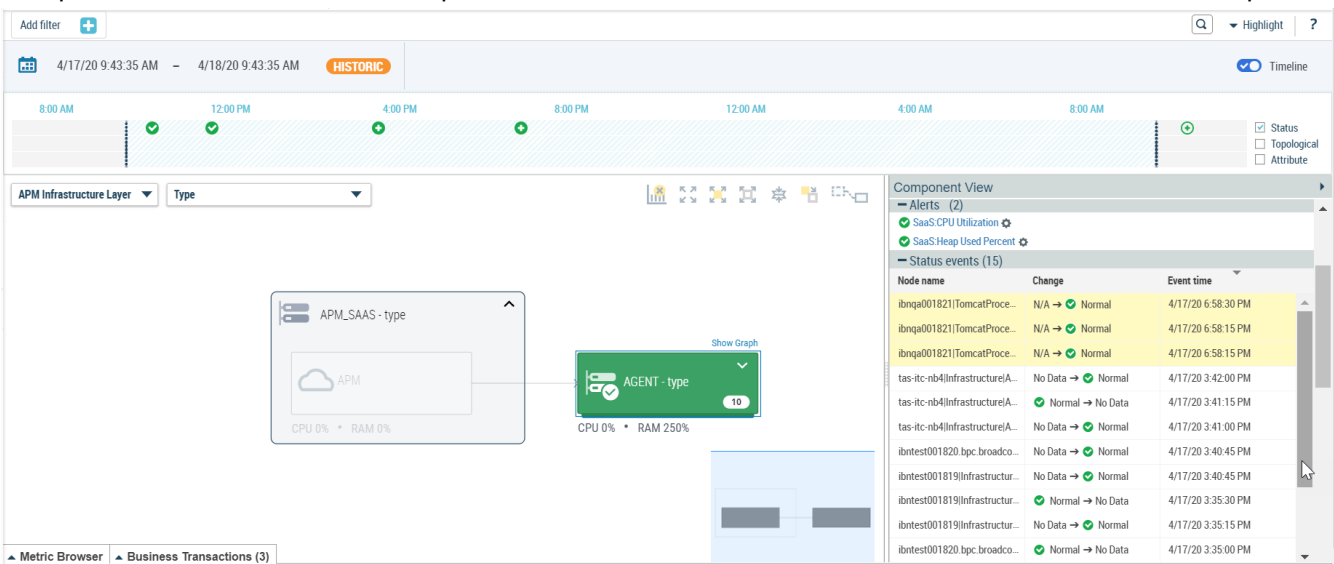 Add filter
Highlight ?
4/17/20 9:43:35 AM – 4/18/20 9:43:35 AM HISTORIC
Timeline
8:00 AM 12:00 PM 4:00 PM 8:00 PM 12:00 AM 4:00 AM 8:00 AM
Status
Topological
Attribute
APM Infrastructure Layer Type
Component View
Alerts (2)
SaaS:CPU Utilization
SaaS:Heap Used Percent
Status events (15)
Node name Change Event time
ibnqa001821|TomcatProce... N/A → Normal 4/17/20 6:58:30 PM
ibnqa001821|TomcatProce... N/A → Normal 4/17/20 6:58:15 PM
ibnqa001821|TomcatProce... N/A → Normal 4/17/20 6:58:15 PM
tas-itc-nb4|Infrastructure|A... No Data → Normal 4/17/20 3:42:00 PM
tas-itc-nb4|Infrastructure|A... Normal → No Data 4/17/20 3:41:15 PM
tas-itc-nb4|Infrastructure|A... No Data → Normal 4/17/20 3:41:00 PM
ibntest001820.bpc.broadco... No Data → Normal 4/17/20 3:40:45 PM
ibntest001819|Infrastructur... No Data → Normal 4/17/20 3:40:45 PM
ibntest001819|Infrastructur... Normal → No Data 4/17/20 3:35:30 PM
ibntest001819|Infrastructur... No Data → Normal 4/17/20 3:35:15 PM
ibntest001820.bpc.broadco... Normal → No Data 4/17/20 3:35:00 PM
APM_SAAS - type
APM
CPU 0% • RAM 0%
Show Graph
AGENT - type
10
CPU 0% • RAM 250%
Metric Browser Business Transactions (3)